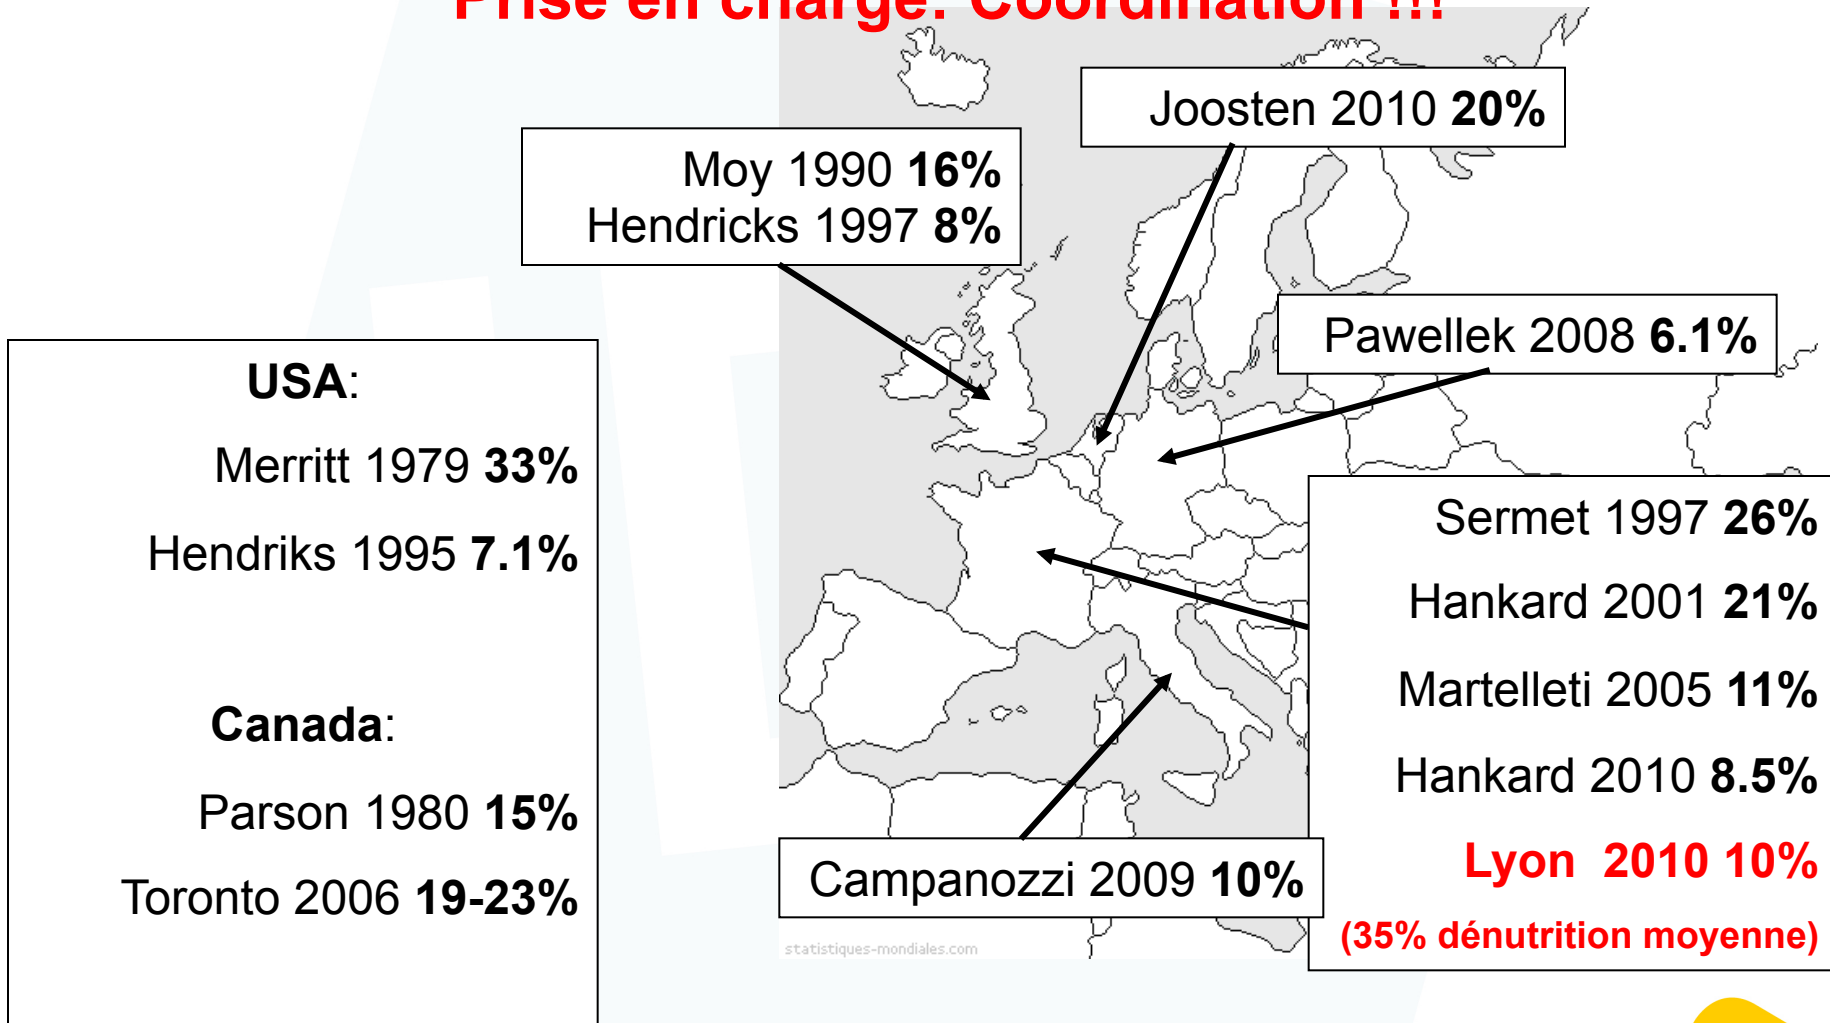 Prise en charge: Coordination !!!
Joosten 2010 20%
Moy 1990 16%
Hendricks 1997 8%
Pawellek 2008 6.1%
USA:
Merritt 1979 33%
Hendriks 1995 7.1%
Canada:
Parson 1980 15%
Toronto 2006 19-23%
Sermet 1997 26%
Hankard 2001 21%
Martelleti 2005 11%
Hankard 2010 8.5%
Lyon 2010 10%
(35% dénutrition moyenne)
Campanozzi 2009 10%
statistiques-mondiales.com